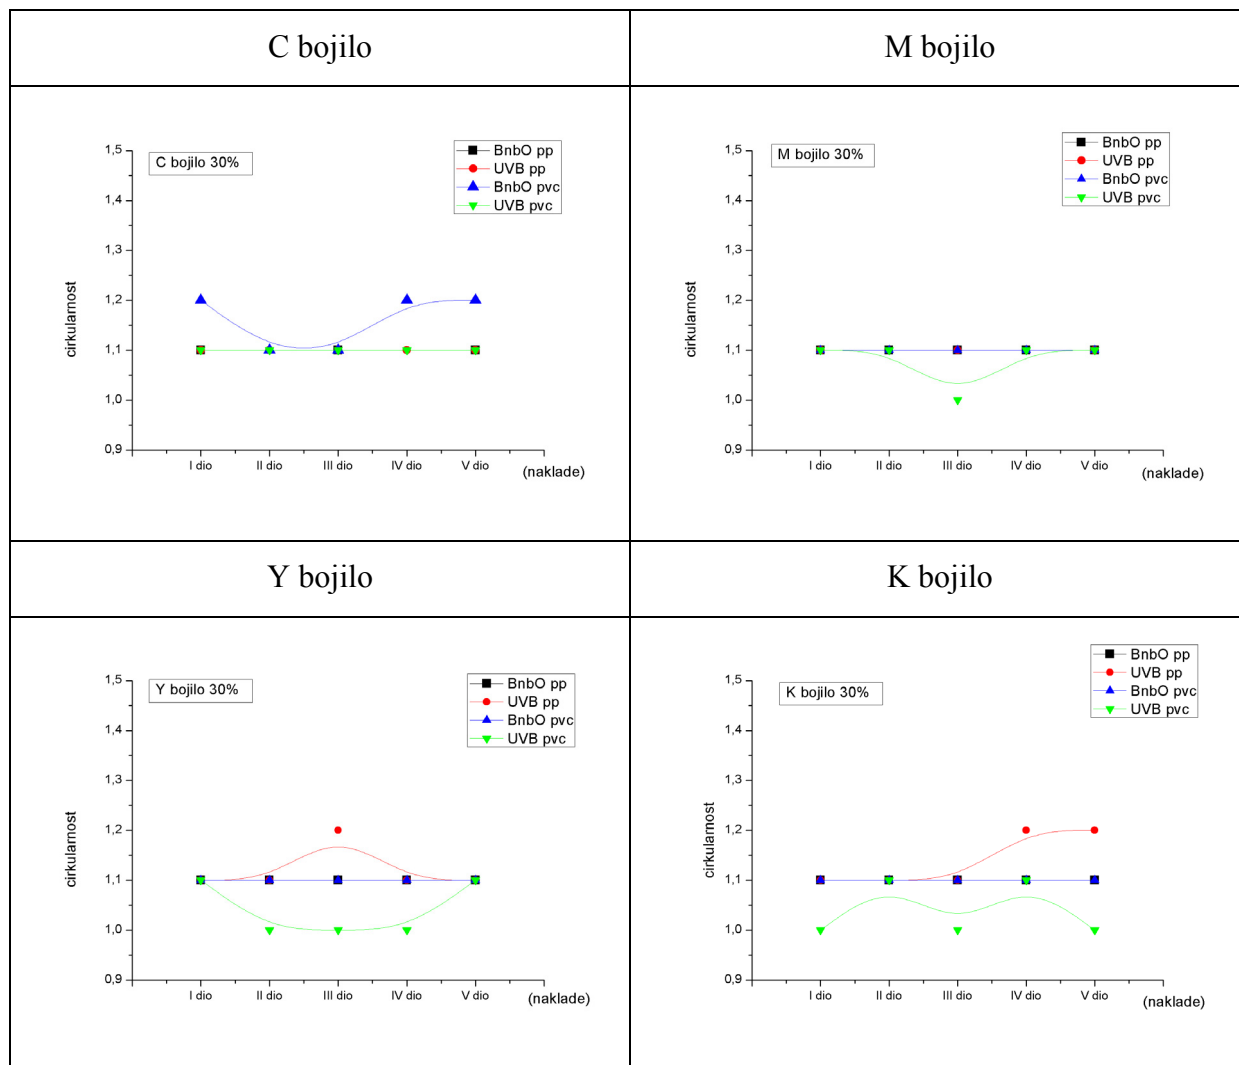 C bojilo
M bojilo
C bojilo 30%
BnbO pp
UVB pp
BnbO pvc
UVB pvc
1,5
1,4
1,3
1,2
1,1
1,0
0,9
cirkularnost
I dio II dio III dio IV dio V dio
(naklade)
M bojilo 30%
BnbO pp
UVB pp
BnbO pvc
UVB pvc
1,5
1,4
1,3
1,2
1,1
1,0
0,9
cirkularnost
I dio II dio III dio IV dio V dio
(naklade)
Y bojilo
K bojilo
Y bojilo 30%
BnbO pp
UVB pp
BnbO pvc
UVB pvc
1,5
1,4
1,3
1,2
1,1
1,0
0,9
cirkularnost
I dio II dio III dio IV dio V dio
(naklade)
K bojilo 30%
BnbO pp
UVB pp
BnbO pvc
UVB pvc
1,5
1,4
1,3
1,2
1,1
1,0
0,9
cirkularnost
I dio II dio III dio IV dio V dio
(naklade)